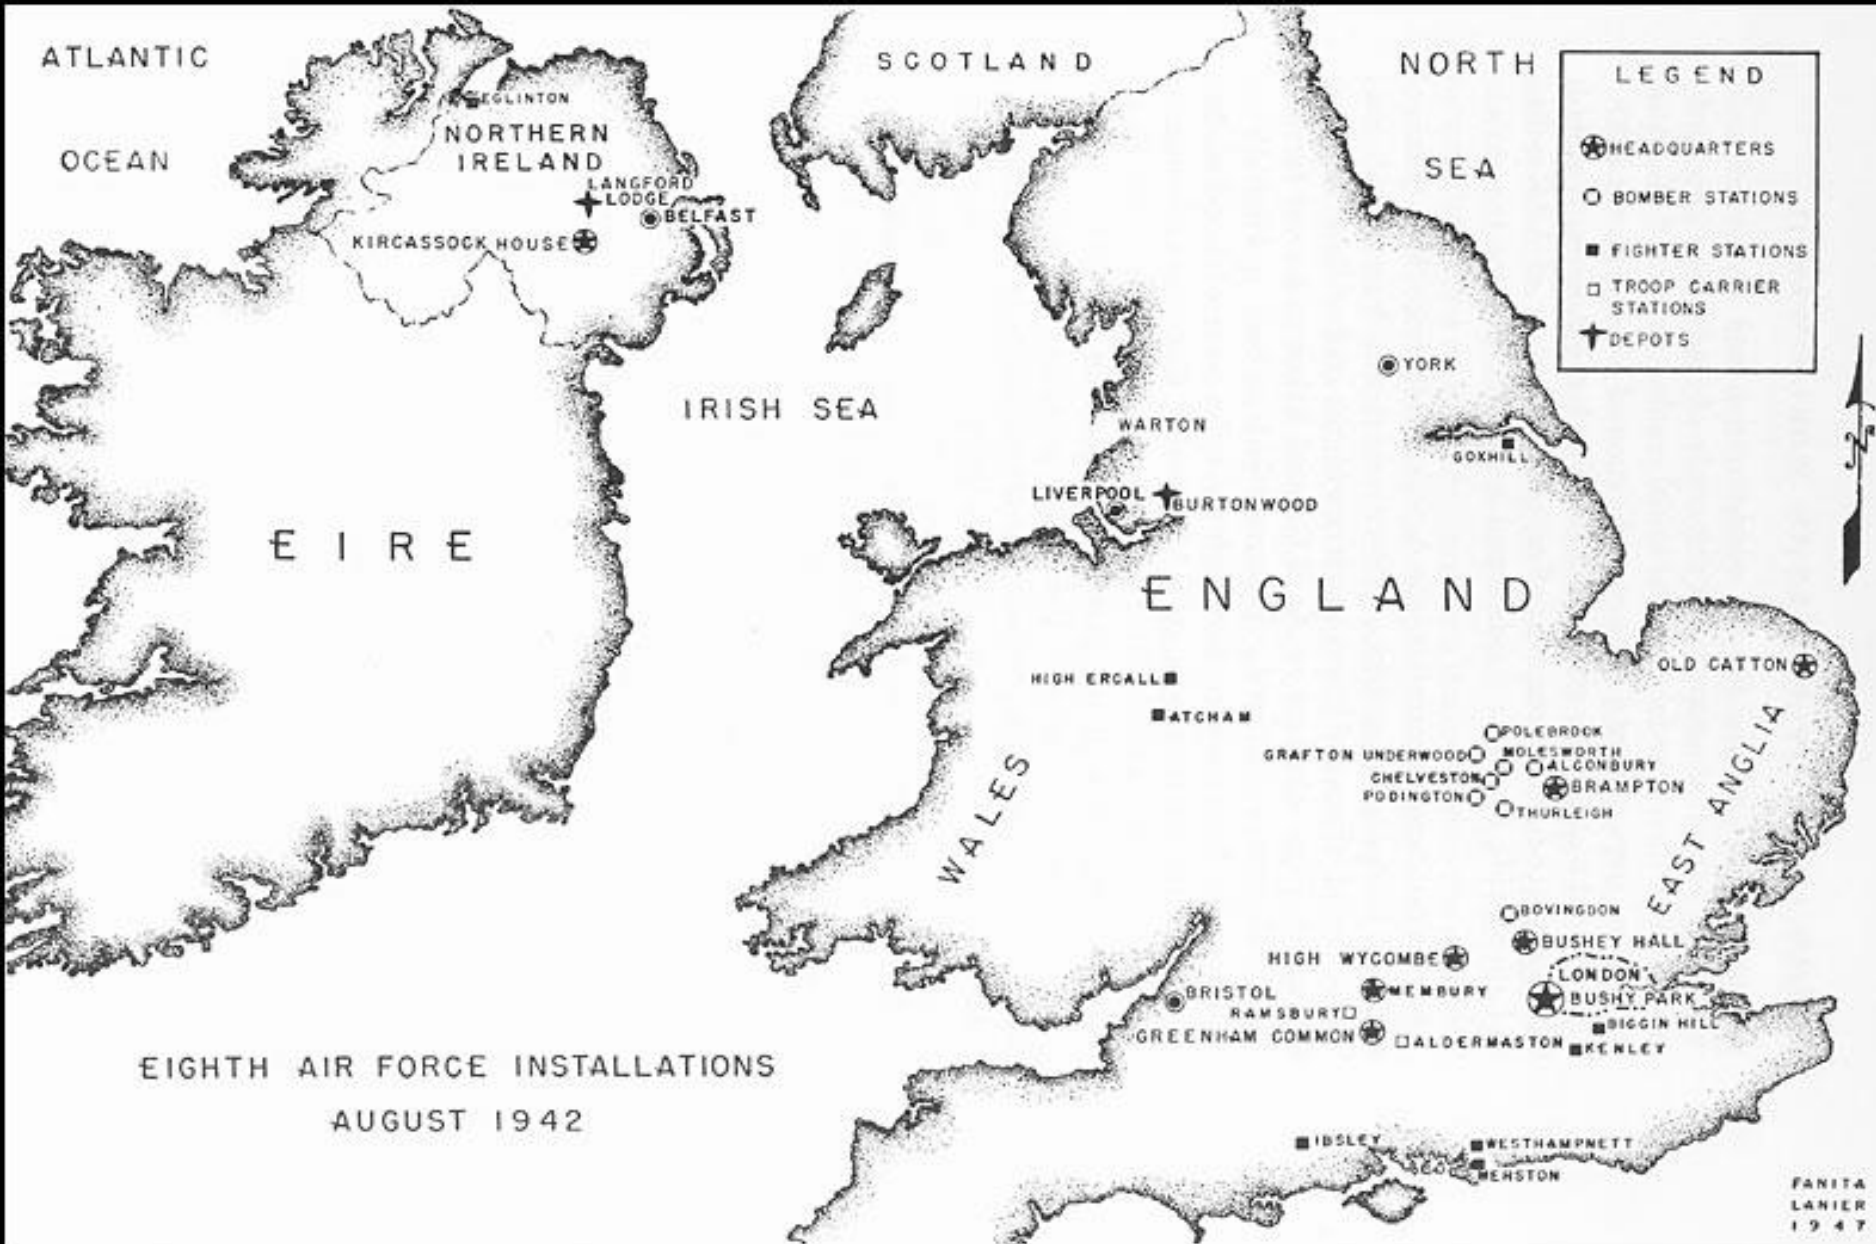 ATLANTIC
OCEAN
SCOTLAND
NORTH
SEA
LEGEND
HEADQUARTERS
BOMBER STATIONS
FIGHTER STATIONS
TROOP CARRIER
STATIONS
DEPOTS
EGLINTON
NORTHERN
IRELAND
LANGFORD
LODGE
BELFAST
KIRCASSOCK HOUSE
IRISH SEA
YORK
WARTON
GOXHILL
LIVERPOOL
BURTONWOOD
EIRE
ENGLAND
N
OLD CATTON
HIGH ERCALL
ATCHAM
WALES
POLEBROOK
GRAFTON UNDERWOOD
MOLESWORTH
ALCONBURY
CHELVESTON
BRAMPTON
PODINGTON
THURLEIGH
EAST ANGLIA
BOVINGDON
BUSHEY HALL
HIGH WYCOMBE
LONDON
MEMBURY
BUSHY PARK
BRISTOL
RAMSBURY
BIGGIN HILL
GREENHAM COMMON
ALDERMASTON
KENLEY
EIGHTH AIR FORCE INSTALLATIONS
AUGUST 1942
IBSLEY
WESTHAMPNETT
MERSTON
FANITA
LANIER
1947